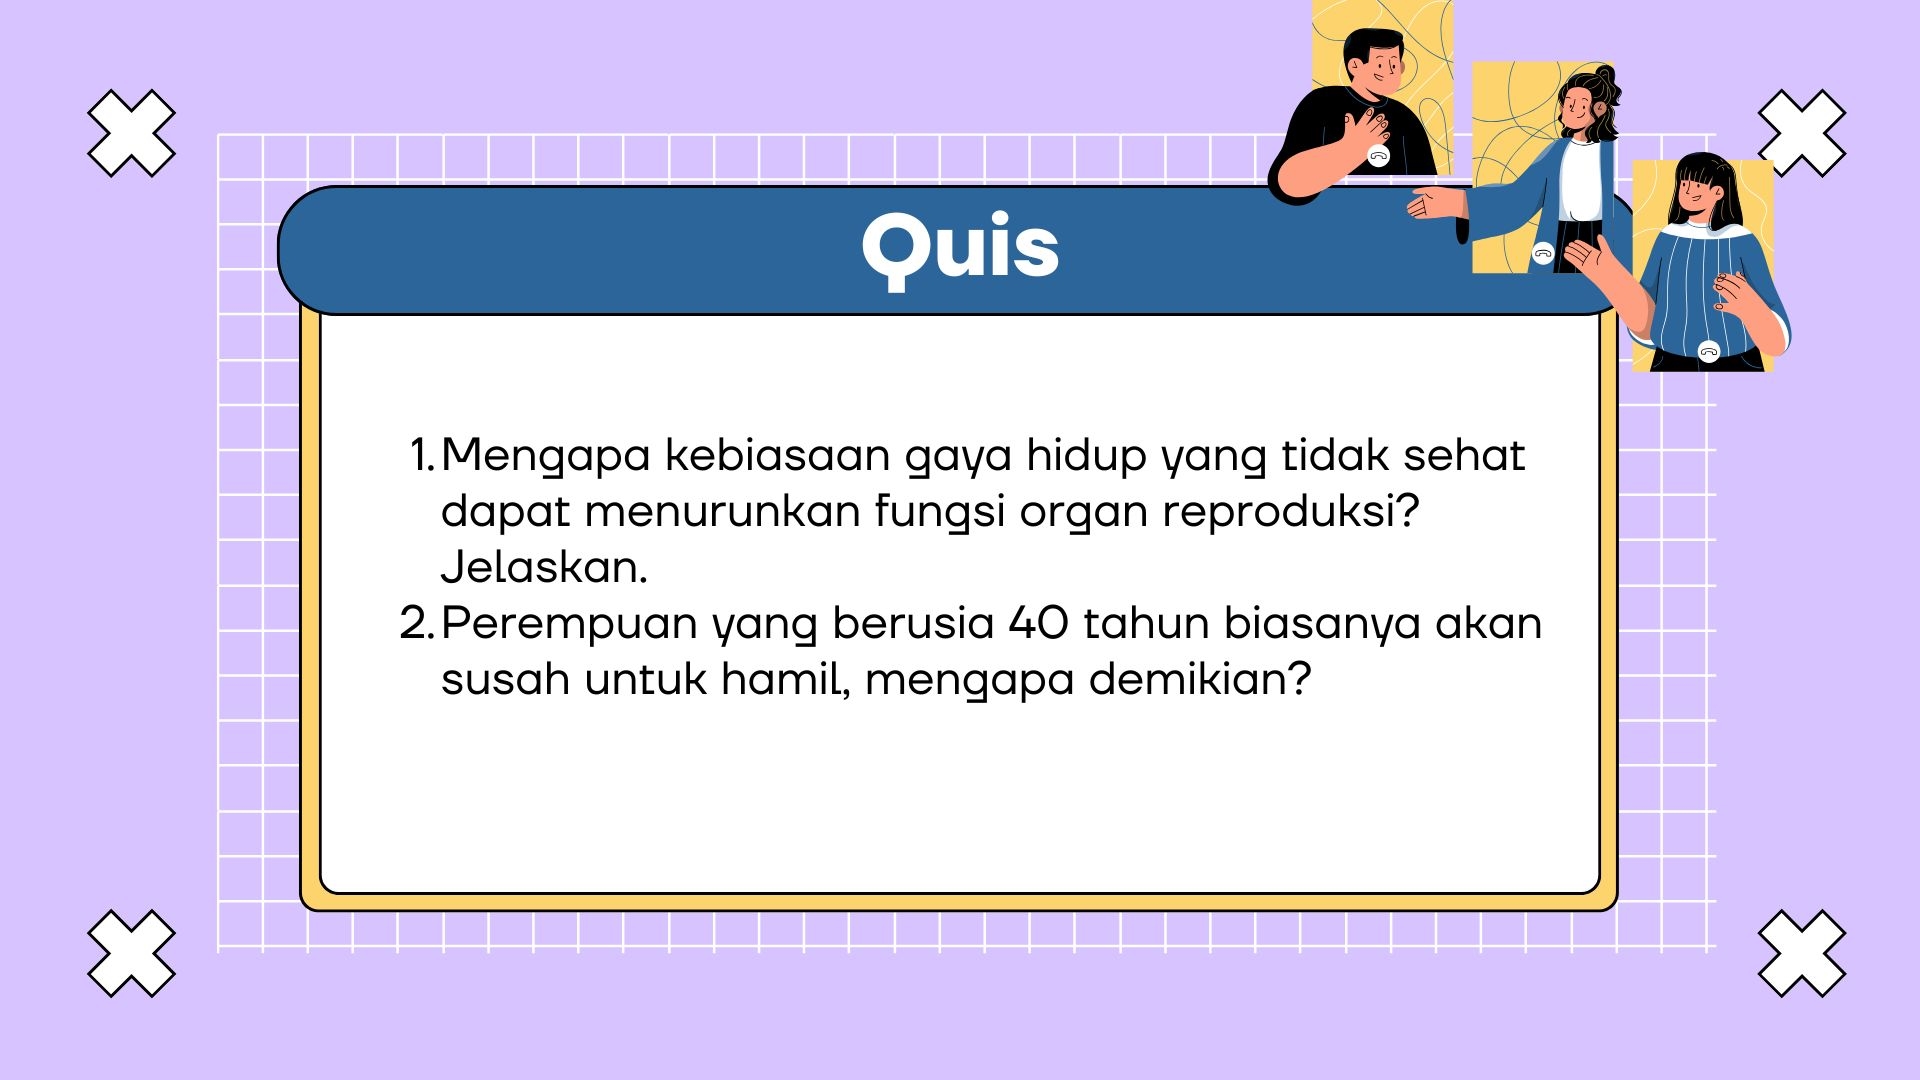 Quis
1. Mengapa kebiasaan gaya hidup yang tidak sehat
dapat menurunkan fungsi organ reproduksi?
Jelaskan.
2. Perempuan yang berusia 40 tahun biasanya akan
susah untuk hamil, mengapa demikian?